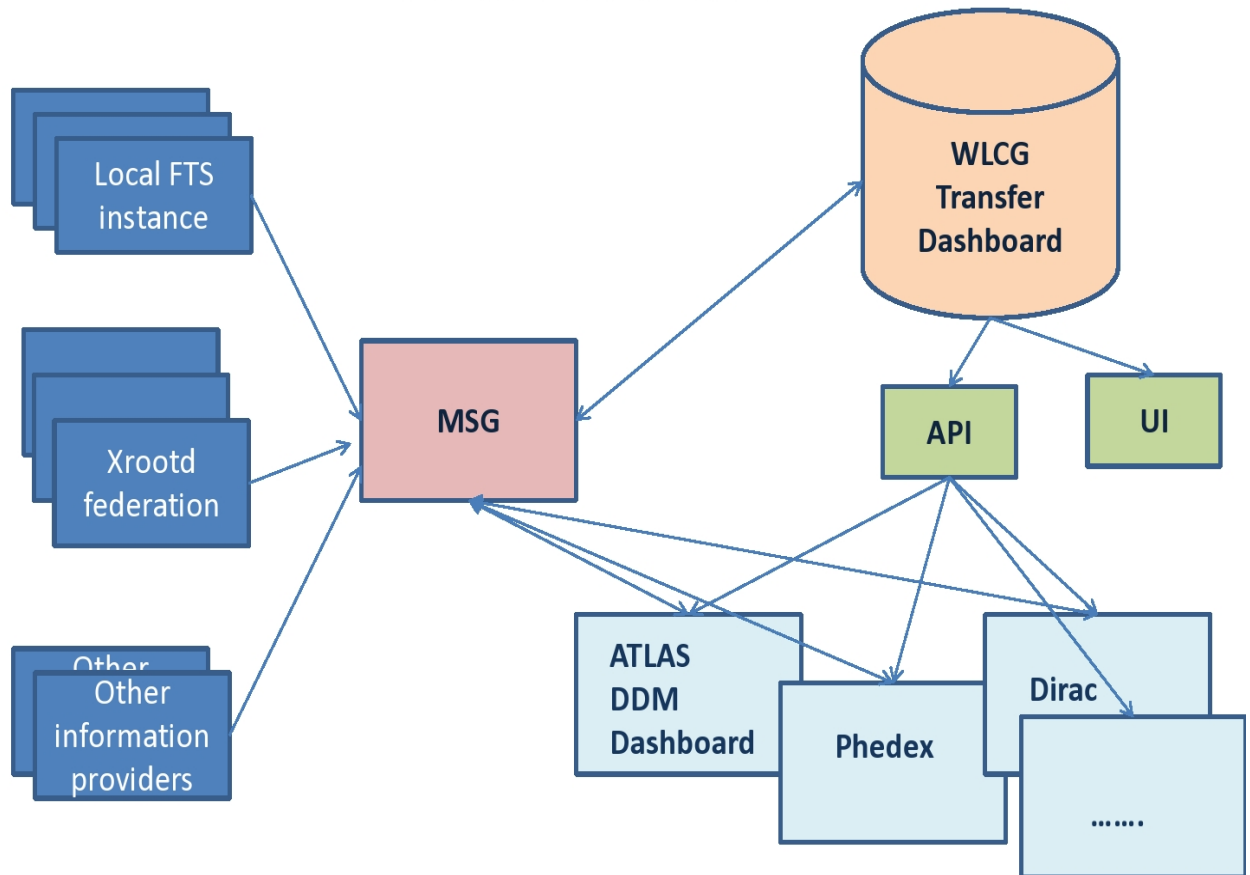 Local FTS
instance
WLCG
Transfer
Dashboard
Xrootd
federation
MSG
API
UI
Other
Other
information
providers
ATLAS
DDM
Dashboard
Phedex
Dirac
…….